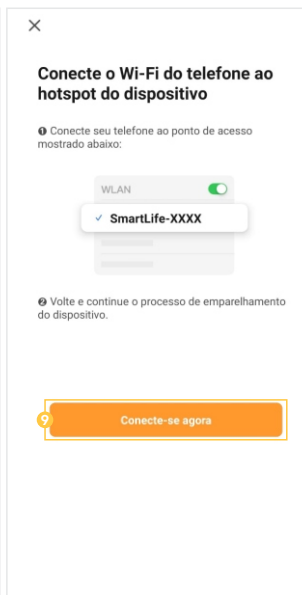 Conecte o Wi-Fi do telefone ao
hotspot do dispositivo
❶ Conecte seu telefone ao ponto de acesso
mostrado abaixo:
WLAN
✓ SmartLife-XXXX
❷ Volte e continue o processo de emparelhamento
do dispositivo.
9 Conecte-se agora